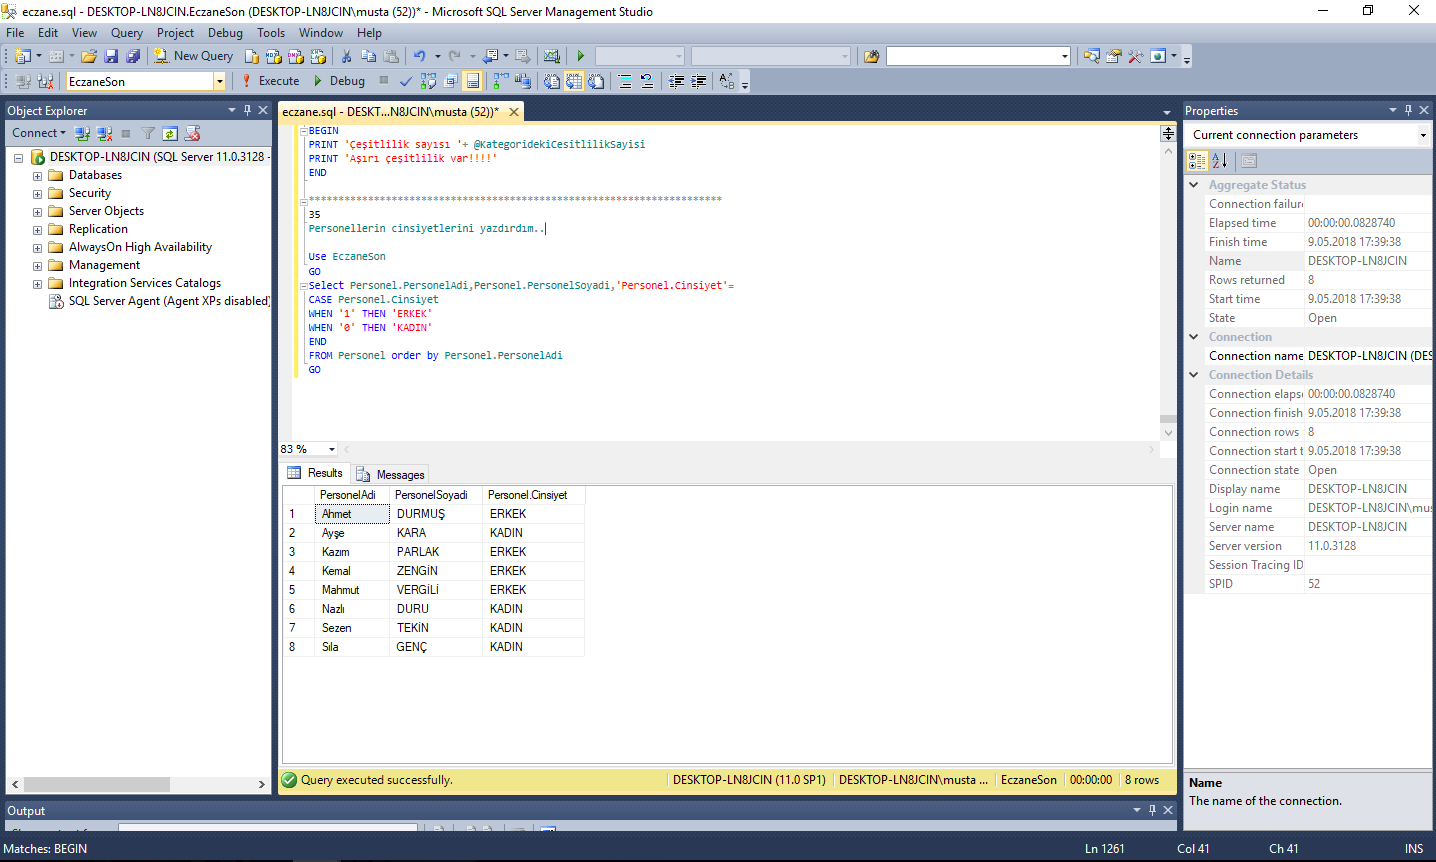 eczane.sql - DESKTOP-LN8JCIN.EczaneSon (DESKTOP-LN8JCIN\musta (52))* - Microsoft SQL Server Management Studio
File Edit View Query Project Debug Tools Window Help
New Query
EczaneSon
Execute
Debug
Object Explorer
Connect
DESKTOP-LN8JCIN (SQL Server 11.0.3128 -
Databases
Security
Server Objects
Replication
AlwaysOn High Availability
Management
Integration Services Catalogs
SQL Server Agent (Agent XPs disabled)
eczane.sql - DESKT...N8JCIN\musta (52))*
BEGIN
PRINT 'Çeşitlilik sayısı '+ @KategoridekiCesitlilikSayisi
PRINT 'Aşırı çeşitlilik var!!!!'
END
**********************************************************************
35
Personellerin cinsiyetlerini yazdırdım..
Use EczaneSon
GO
Select Personel.PersonelAdi,Personel.PersonelSoyadi,'Personel.Cinsiyet'=
CASE Personel.Cinsiyet
WHEN '1' THEN 'ERKEK'
WHEN '0' THEN 'KADIN'
END
FROM Personel order by Personel.PersonelAdi
GO
83 %
Results
Messages
PersonelAdi PersonelSoyadi Personel.Cinsiyet
1 Ahmet DURMUŞ ERKEK
2 Ayşe KARA KADIN
3 Kazım PARLAK ERKEK
4 Kemal ZENGİN ERKEK
5 Mahmut VERGİLİ ERKEK
6 Nazlı DURU KADIN
7 Sezen TEKİN KADIN
8 Sıla GENÇ KADIN
Query executed successfully.
DESKTOP-LN8JCIN (11.0 SP1)
DESKTOP-LN8JCIN\musta ...
EczaneSon
00:00:00
8 rows
Properties
Current connection parameters
Aggregate Status
Connection failur
Elapsed time 00:00:00.0828740
Finish time 9.05.2018 17:39:38
Name DESKTOP-LN8JCIN
Rows returned 8
Start time 9.05.2018 17:39:38
State Open
Connection
Connection name DESKTOP-LN8JCIN (DES
Connection Details
Connection elaps 00:00:00.0828740
Connection finish 9.05.2018 17:39:38
Connection rows 8
Connection start t 9.05.2018 17:39:38
Connection state Open
Display name DESKTOP-LN8JCIN
Login name DESKTOP-LN8JCIN\mus
Server name DESKTOP-LN8JCIN
Server version 11.0.3128
Session Tracing ID
SPID 52
Name
The name of the connection.
Output
Matches: BEGIN
Ln 1261
Col 41
Ch 41
INS